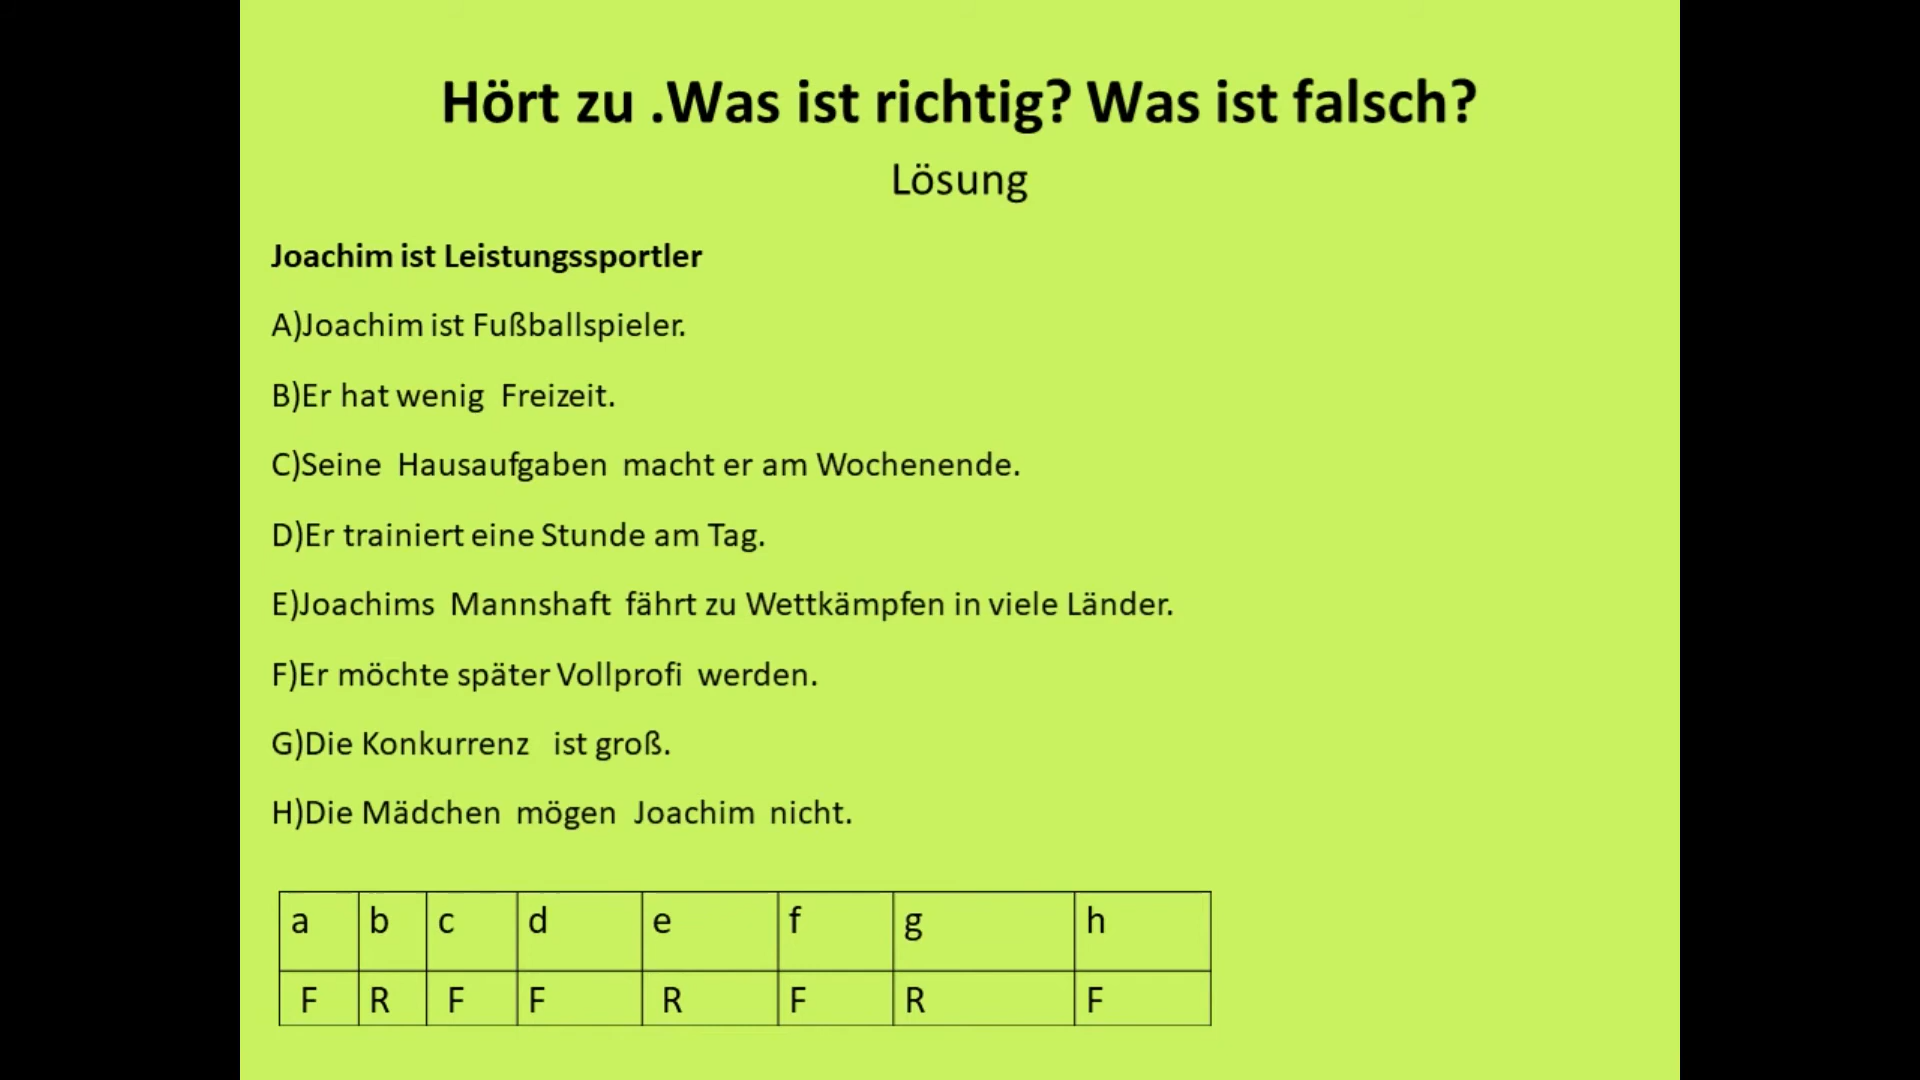 Hört zu .Was ist richtig? Was ist falsch?
Lösung
Joachim ist Leistungssportler
A)Joachim ist Fußballspieler.
B)Er hat wenig Freizeit.
C)Seine Hausaufgaben macht er am Wochenende.
D)Er trainiert eine Stunde am Tag.
E)Joachims Mannshaft fährt zu Wettkämpfen in viele Länder.
F)Er möchte später Vollprofi werden.
G)Die Konkurrenz ist groß.
H)Die Mädchen mögen Joachim nicht.
a b c d e f g h
F R F F R F R F